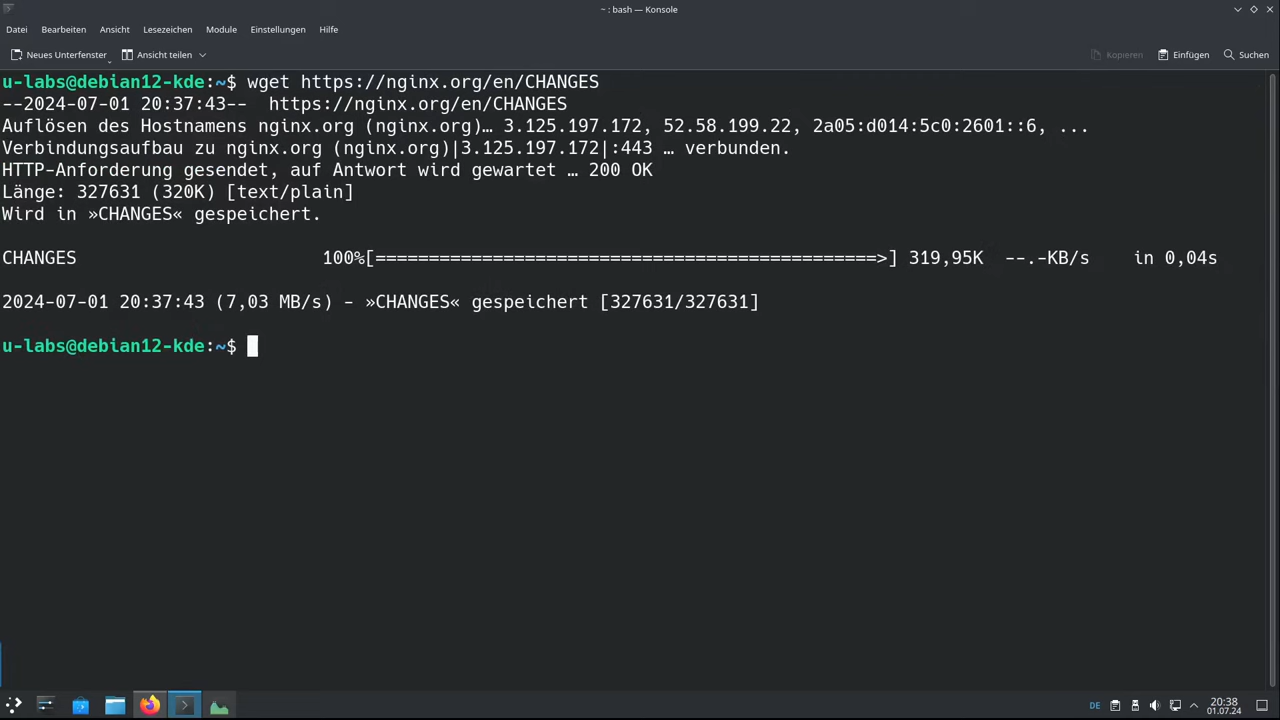 ~ : bash — Konsole
Datei Bearbeiten Ansicht Lesezeichen Module Einstellungen Hilfe
Neues Unterfenster Ansicht teilen Kopieren Einfügen Suchen
u-labs@debian12-kde:~$ wget https://nginx.org/en/CHANGES
--2024-07-01 20:37:43--  https://nginx.org/en/CHANGES
Auflösen des Hostnamens nginx.org (nginx.org)… 3.125.197.172, 52.58.199.22, 2a05:d014:5c0:2601::6, ...
Verbindungsaufbau zu nginx.org (nginx.org)|3.125.197.172|:443 … verbunden.
HTTP-Anforderung gesendet, auf Antwort wird gewartet … 200 OK
Länge: 327631 (320K) [text/plain]
Wird in »CHANGES« gespeichert.
CHANGES 100%[===============================================>] 319,95K --.-KB/s in 0,04s
2024-07-01 20:37:43 (7,03 MB/s) - »CHANGES« gespeichert [327631/327631]
u-labs@debian12-kde:~$
DE 20:38
01.07.24